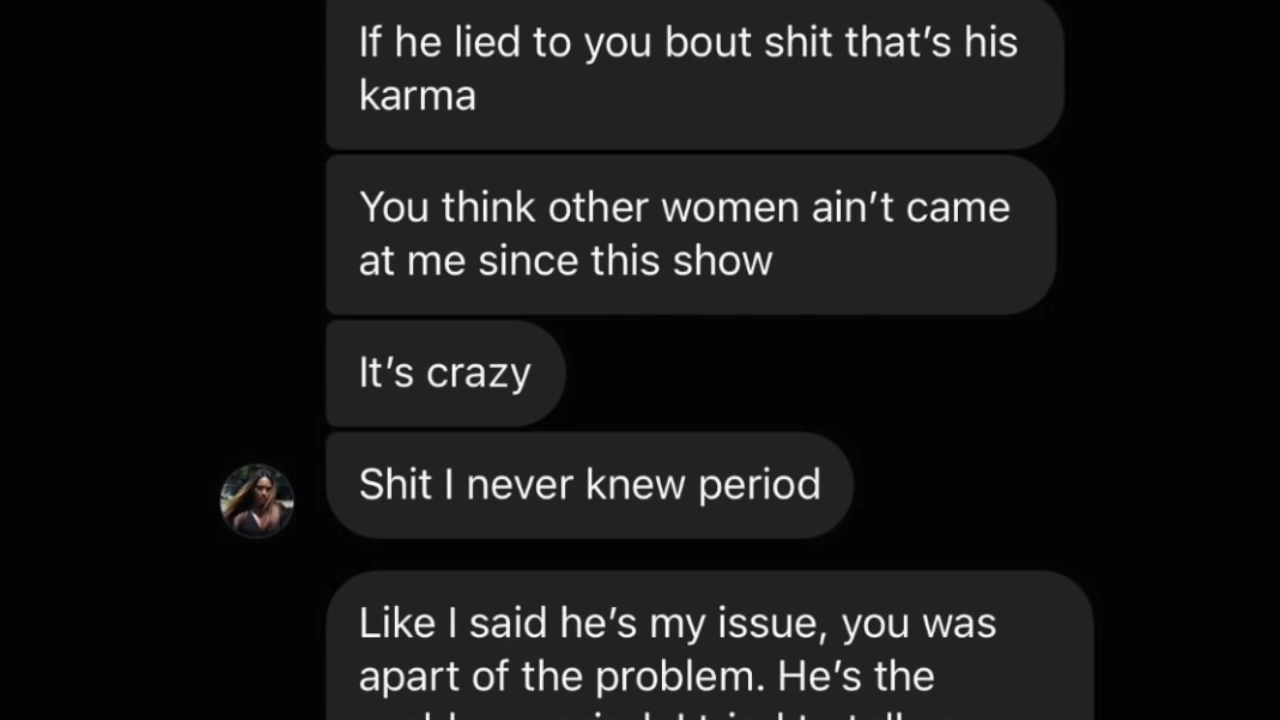 If he lied to you bout shit that's his
karma
You think other women ain't came
at me since this show
It's crazy
Shit I never knew period
Like I said he's my issue, you was
apart of the problem. He's the